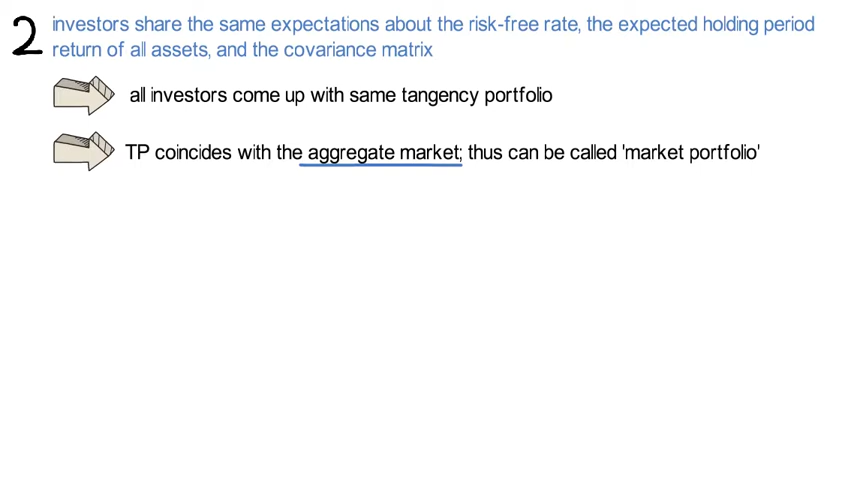 2 investors share the same expectations about the risk-free rate, the expected holding period
return of all assets, and the covariance matrix
all investors come up with same tangency portfolio
TP coincides with the aggregate market; thus can be called 'market portfolio'